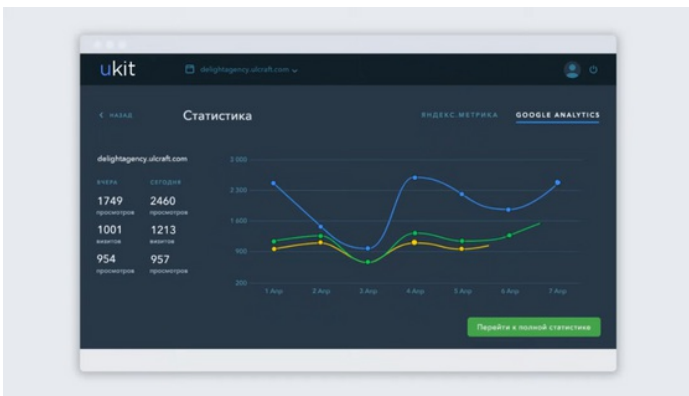 ukit
delightagency.ulcraft.com
НАЗАД
Статистика
ЯНДЕКС.МЕТРИКА
GOOGLE ANALYTICS
delightagency.ulcraft.com
ВЧЕРА СЕГОДНЯ
1749 2460
просмотров просмотров
1001 1213
визитов визитов
954 957
просмотров просмотров
3 000
2 300
1 600
900
200
1 Апр 2 Апр 3 Апр 4 Апр 5 Апр 6 Апр 7 Апр
Перейти к полной статистике